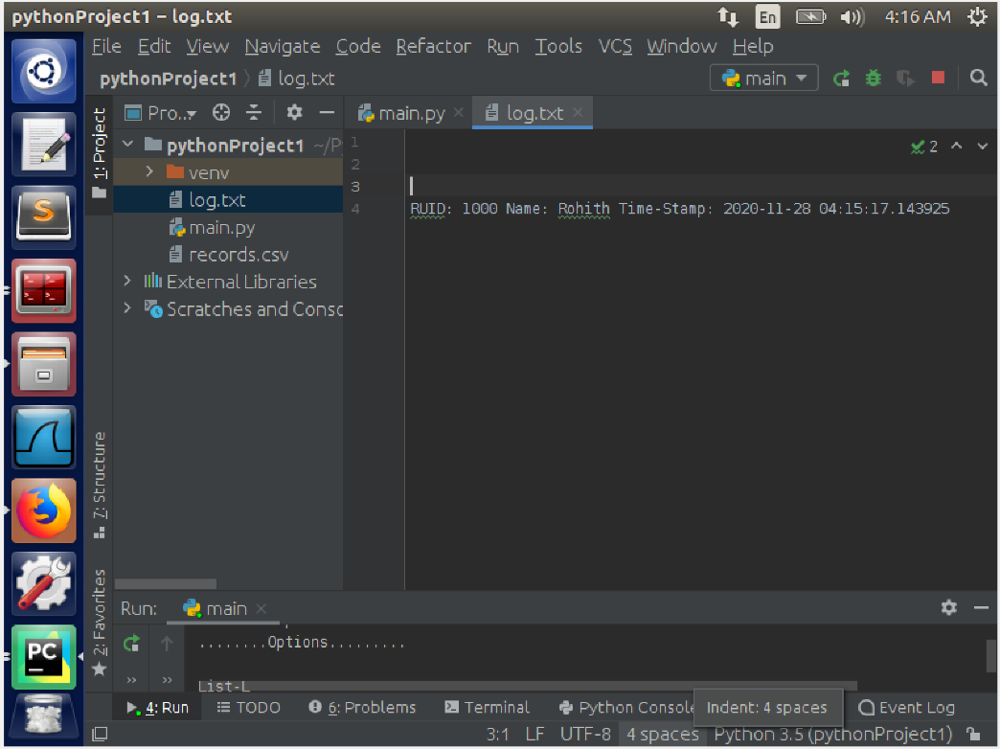 pythonProject1 – log.txt
En
4:16 AM
File Edit View Navigate Code Refactor Run Tools VCS Window Help
pythonProject1 log.txt
main
1: Project
Pro...
main.py
log.txt
pythonProject1 ~/P
venv
log.txt
main.py
records.csv
External Libraries
Scratches and Consc
1
2
3
4
2
RUID: 1000 Name: Rohith Time-Stamp: 2020-11-28 04:15:17.143925
7: Structure
2: Favorites
S
PC
Run: main
........Options.........
List-L
4: Run TODO 6: Problems Terminal Python Console Indent: 4 spaces Event Log
3:1 LF UTF-8 4 spaces Python 3.5 (pythonProject1)